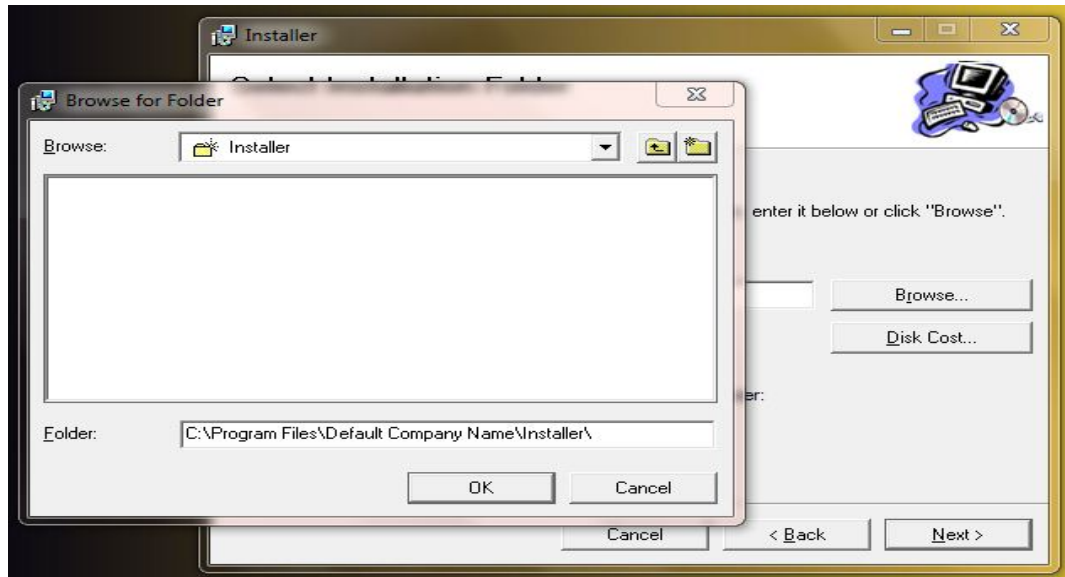 Installer
Browse for Folder
Browse:
Installer
Folder:
C:\Program Files\Default Company Name\Installer\
OK
Cancel
enter it below or click "Browse".
Browse...
Disk Cost...
er:
Cancel
< Back
Next >